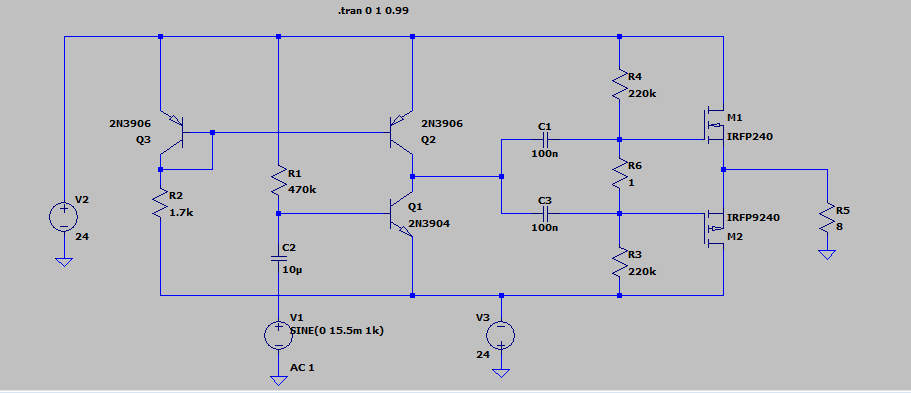 .tran 0 1 0.99
2N3906
Q3
2N3906
Q2
R4
220k
M1
IRFP240
C1
100n
R1
470k
R6
1
V2
24
R2
1.7k
Q1
2N3904
C3
100n
IRFP9240
M2
R5
8
C2
10µ
R3
220k
V1
SINE(0 15.5m 1k)
AC 1
V3
24